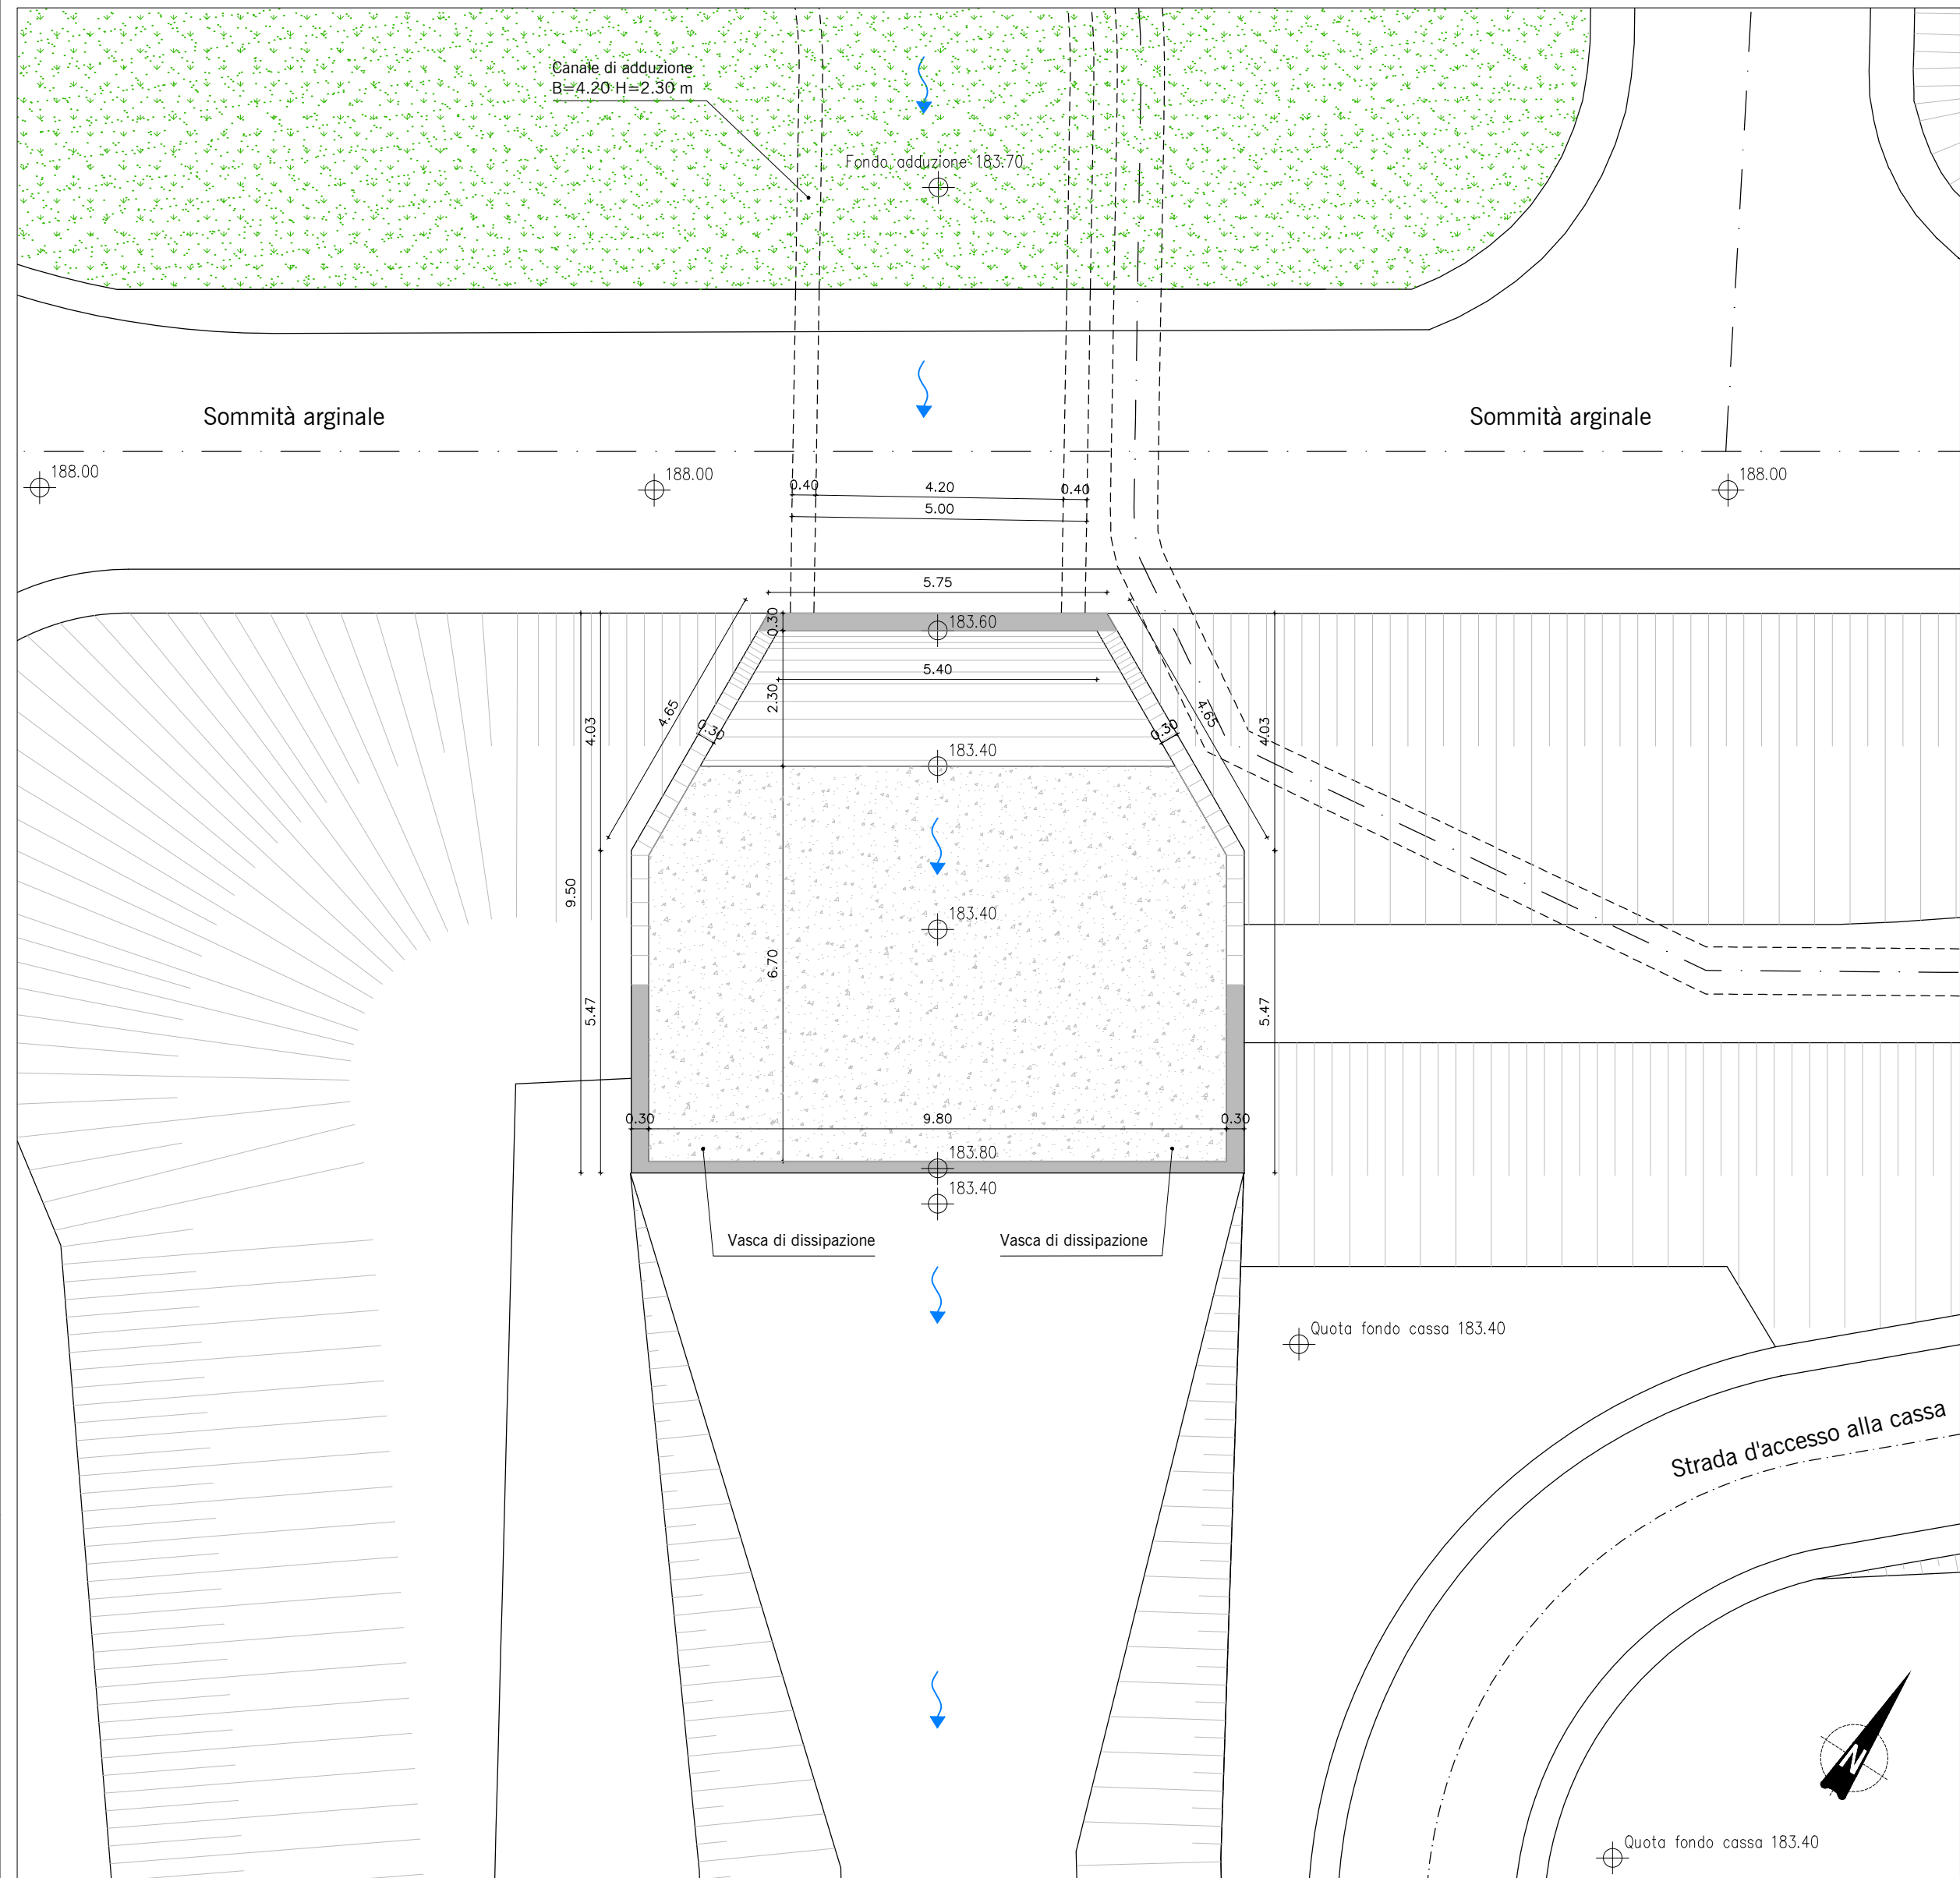 Canale di adduzione
B=4.20 H=2.30 m
Fondo adduzione 183.70
Sommità arginale
Sommità arginale
188.00
188.00
188.00
0.40
4.20
0.40
5.00
5.75
0.30
183.60
5.40
2.30
4.65
4.65
0.30
0.30
4.03
4.03
183.40
9.50
183.40
6.70
5.47
5.47
0.30
9.80
0.30
183.80
183.40
Vasca di dissipazione
Vasca di dissipazione
Quota fondo cassa 183.40
Strada d'accesso alla cassa
N
Quota fondo cassa 183.40